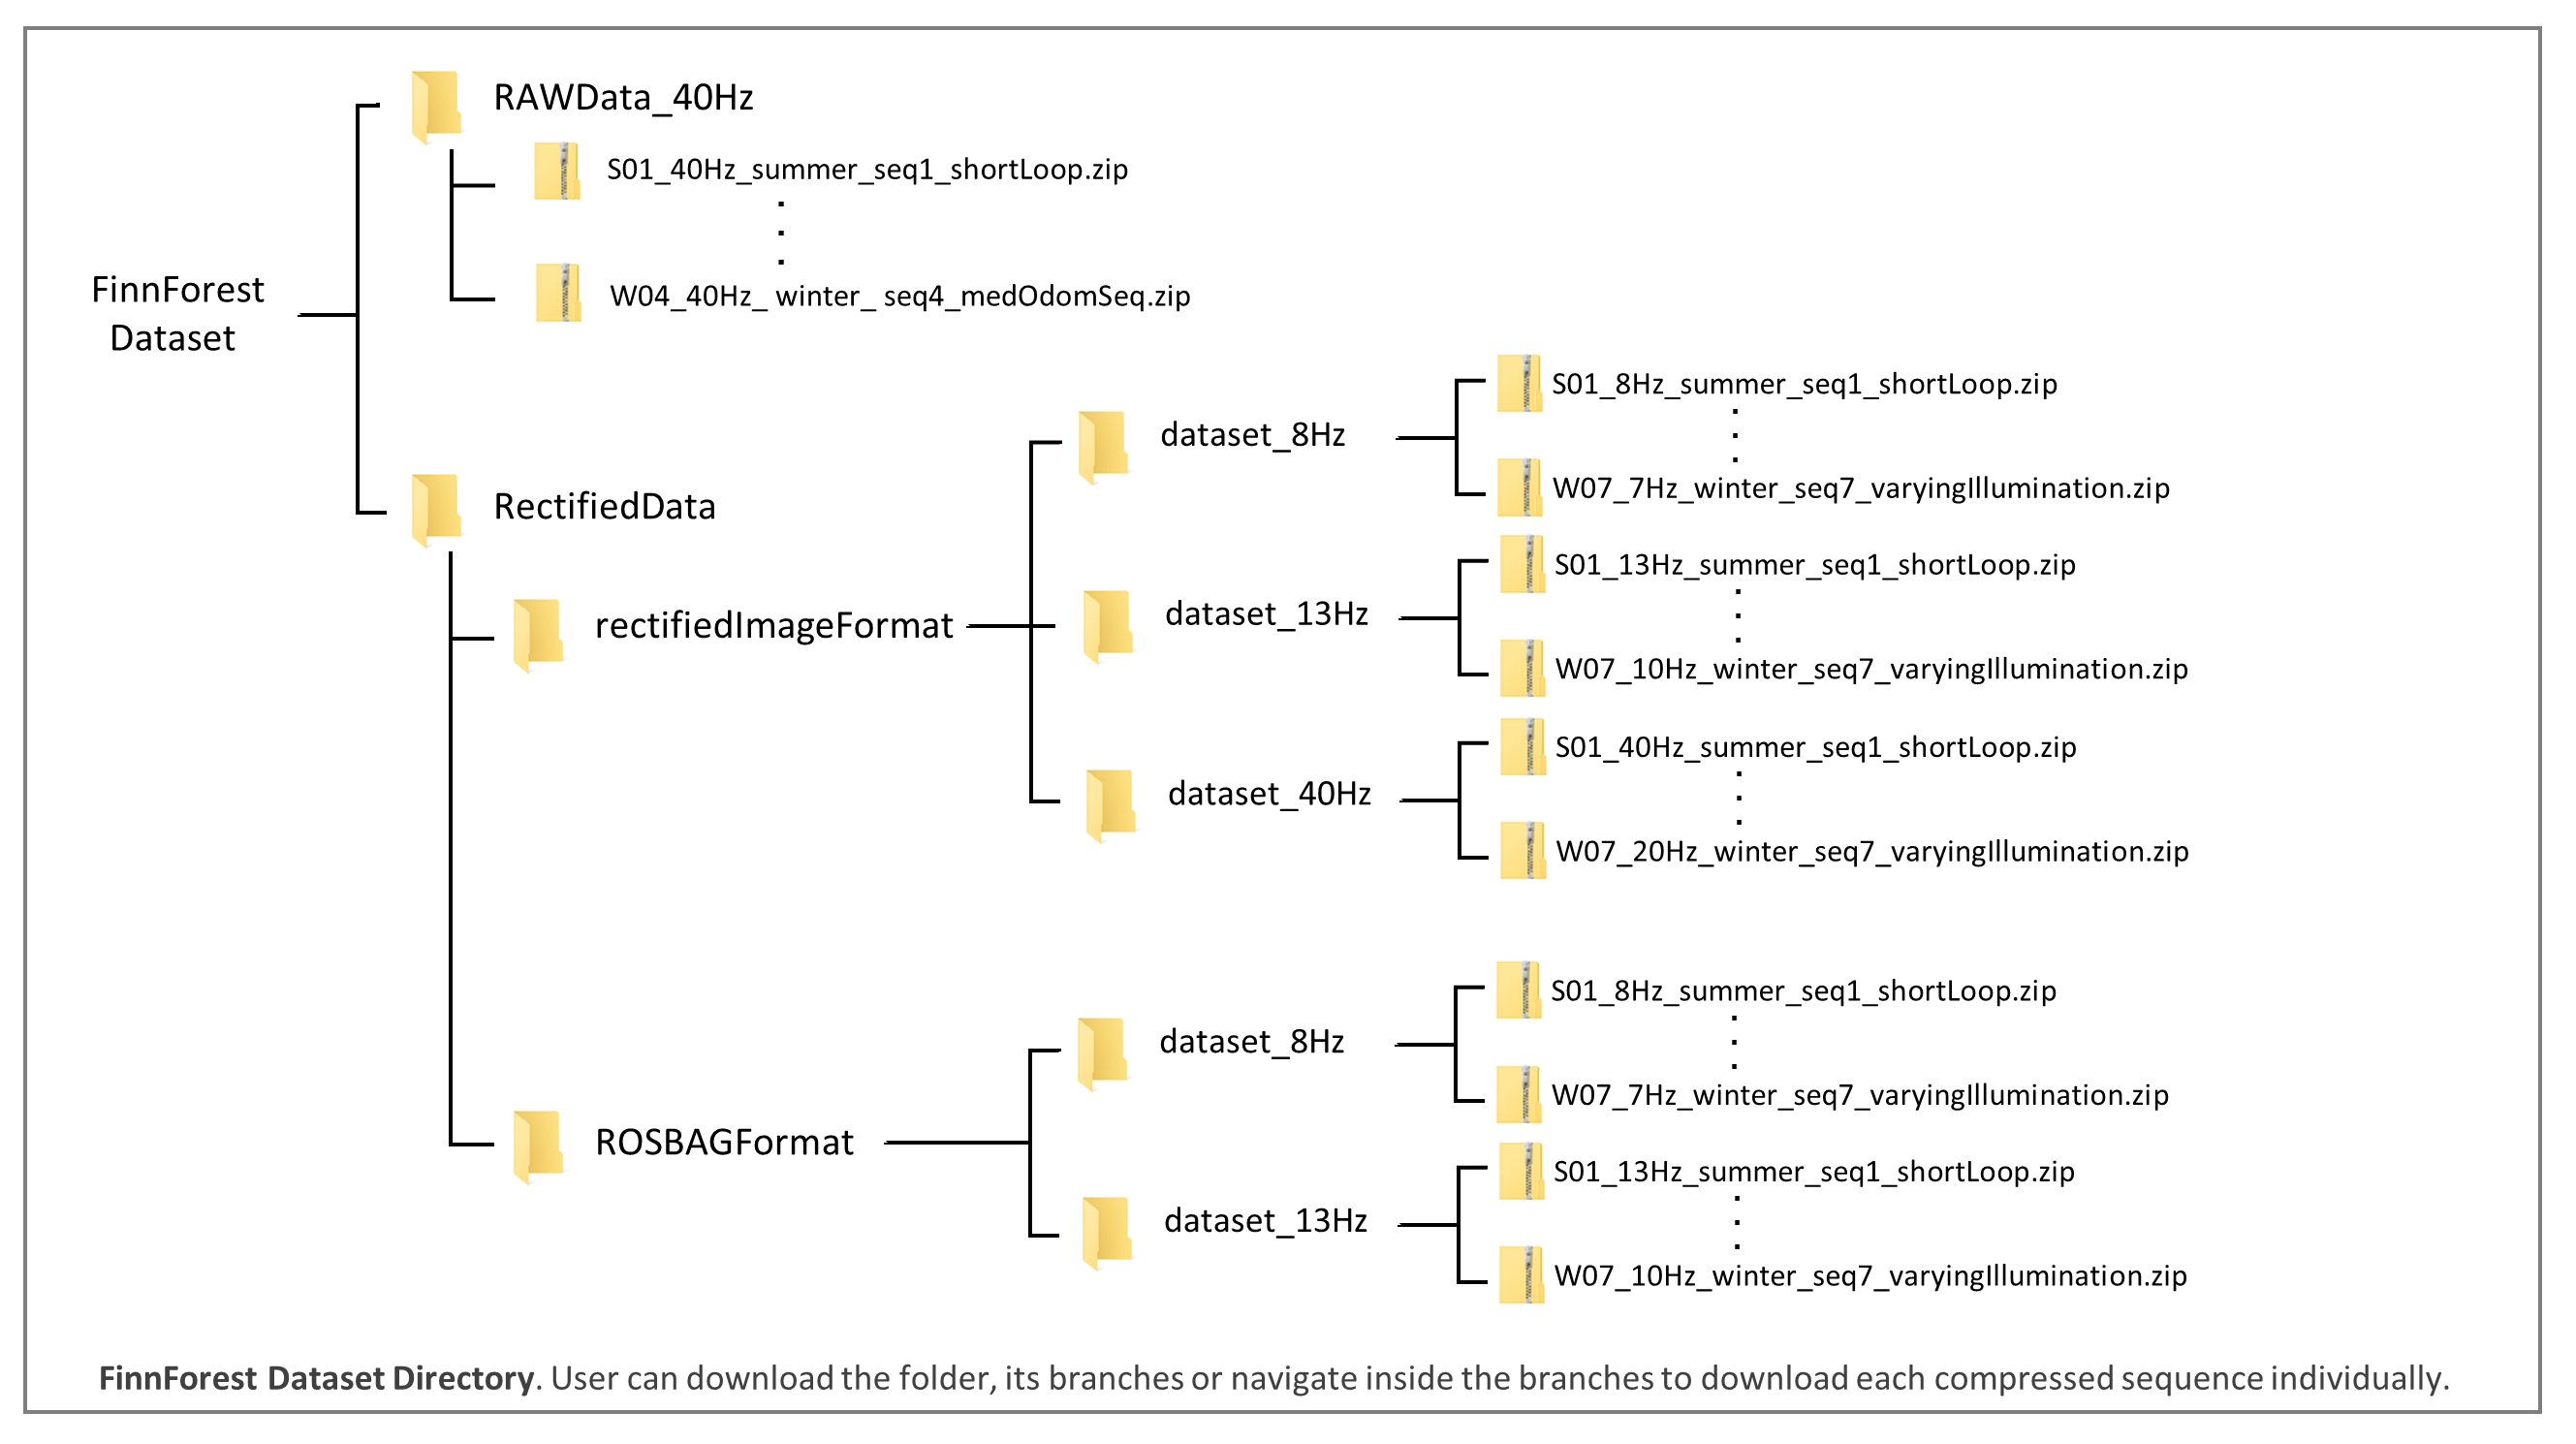 RAWData_40Hz
S01_40Hz_summer_seq1_shortLoop.zip
W04_40Hz_ winter_ seq4_medOdomSeq.zip
FinnForest
Dataset
RectifiedData
rectifiedImageFormat
dataset_8Hz
S01_8Hz_summer_seq1_shortLoop.zip
W07_7Hz_winter_seq7_varyingIllumination.zip
dataset_13Hz
S01_13Hz_summer_seq1_shortLoop.zip
W07_10Hz_winter_seq7_varyingIllumination.zip
dataset_40Hz
S01_40Hz_summer_seq1_shortLoop.zip
W07_20Hz_winter_seq7_varyingIllumination.zip
ROSBAGFormat
dataset_8Hz
S01_8Hz_summer_seq1_shortLoop.zip
W07_7Hz_winter_seq7_varyingIllumination.zip
dataset_13Hz
S01_13Hz_summer_seq1_shortLoop.zip
W07_10Hz_winter_seq7_varyingIllumination.zip
FinnForest Dataset Directory. User can download the folder, its branches or navigate inside the branches to download each compressed sequence individually.